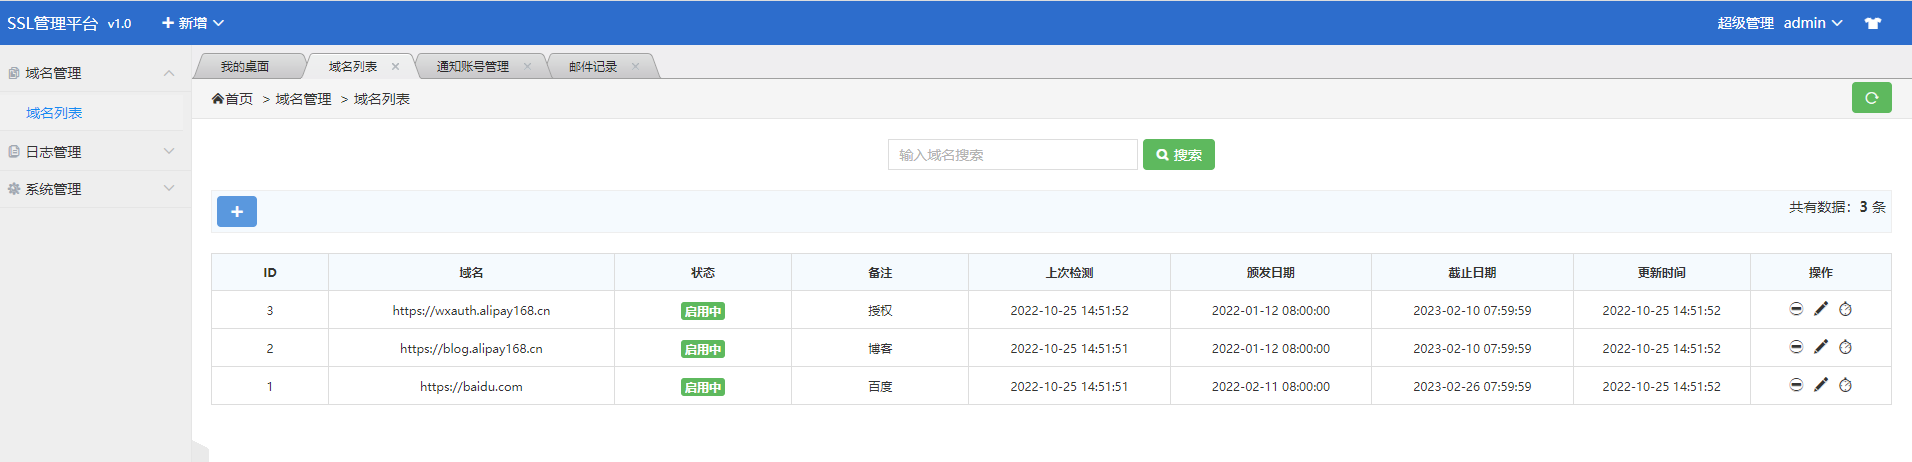 SSL管理平台 v1.0 新增 超级管理 admin
域名管理
域名列表
日志管理
系统管理
我的桌面 域名列表 通知账号管理 邮件记录
首页 > 域名管理 > 域名列表
输入域名搜索 搜索
共有数据：3 条
ID 域名 状态 备注 上次检测 颁发日期 截止日期 更新时间 操作
3 https://wxauth.alipay168.cn 启用中 授权 2022-10-25 14:51:52 2022-01-12 08:00:00 2023-02-10 07:59:59 2022-10-25 14:51:52
2 https://blog.alipay168.cn 启用中 博客 2022-10-25 14:51:51 2022-01-12 08:00:00 2023-02-10 07:59:59 2022-10-25 14:51:52
1 https://baidu.com 启用中 百度 2022-10-25 14:51:51 2022-02-11 08:00:00 2023-02-26 07:59:59 2022-10-25 14:51:52